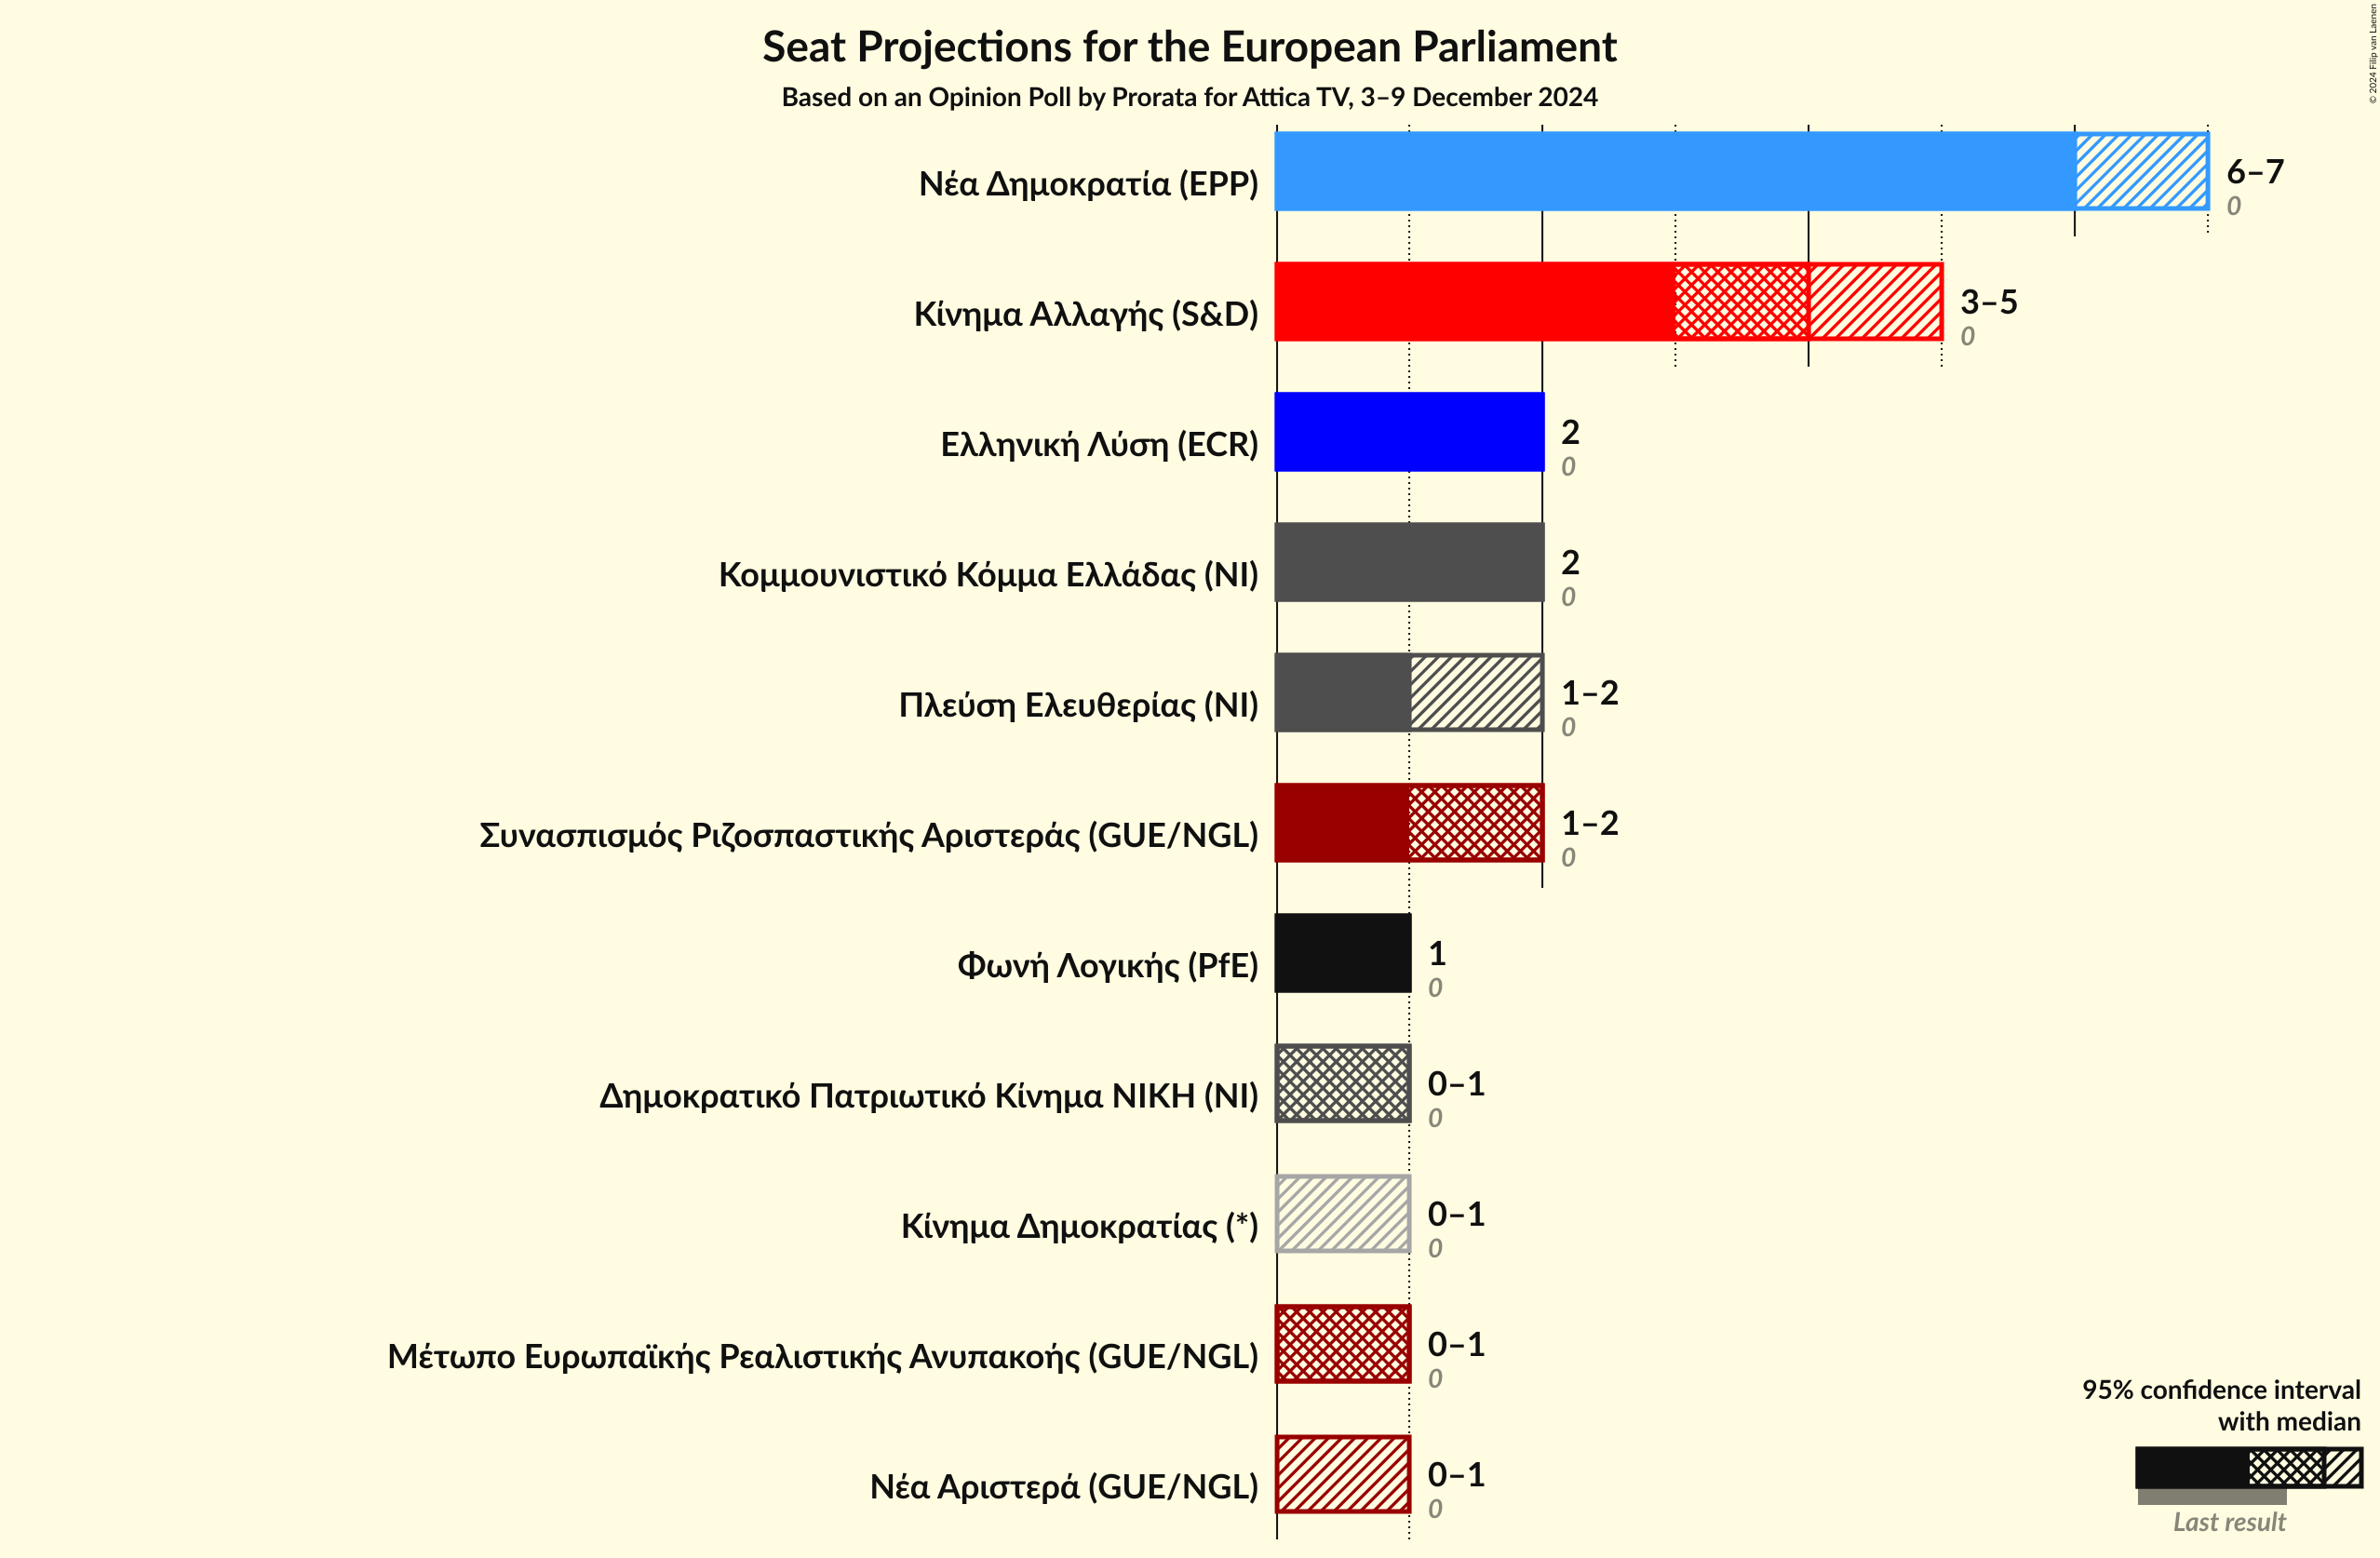 © 2024 Filip van Laenen
Seat Projections for the European Parliament
Based on an Opinion Poll by Prorata for Attica TV, 3–9 December 2024
Νέα Δημοκρατία (EPP)
6–7
0
Κίνημα Αλλαγής (S&D)
3–5
0
Ελληνική Λύση (ECR)
2
0
Κομμουνιστικό Κόμμα Ελλάδας (NI)
2
0
Πλεύση Ελευθερίας (NI)
1–2
0
Συνασπισμός Ριζοσπαστικής Αριστεράς (GUE/NGL)
1–2
0
Φωνή Λογικής (PfE)
1
0
Δημοκρατικό Πατριωτικό Κίνημα ΝΙΚΗ (NI)
0–1
0
Κίνημα Δημοκρατίας (*)
0–1
0
Μέτωπο Ευρωπαϊκής Ρεαλιστικής Ανυπακοής (GUE/NGL)
0–1
0
Νέα Αριστερά (GUE/NGL)
0–1
0
95% confidence interval
with median
Last result